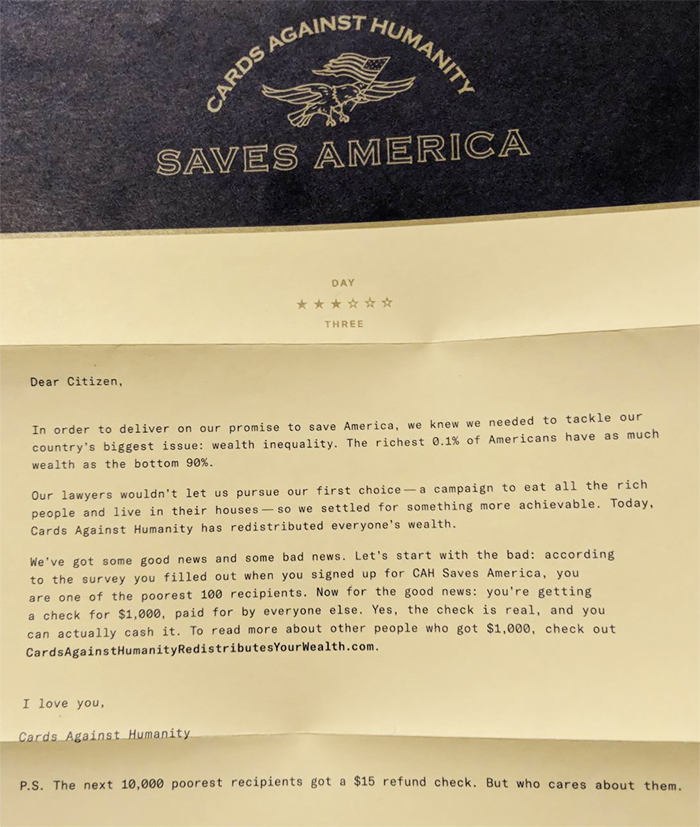 CARDS AGAINST HUMANITY
SAVES AMERICA
DAY
THREE
Dear Citizen,
In order to deliver on our promise to save America, we knew we needed to tackle our
country's biggest issue: wealth inequality. The richest 0.1% of Americans have as much
wealth as the bottom 90%.
Our lawyers wouldn't let us pursue our first choice—a campaign to eat all the rich
people and live in their houses—so we settled for something more achievable. Today,
Cards Against Humanity has redistributed everyone's wealth.
We've got some good news and some bad news. Let's start with the bad: according
to the survey you filled out when you signed up for CAH Saves America, you
are one of the poorest 100 recipients. Now for the good news: you're getting
a check for $1,000, paid for by everyone else. Yes, the check is real, and you
can actually cash it. To read more about other people who got $1,000, check out
CardsAgainstHumanityRedistributesYourWealth.com.
I love you,
Cards Against Humanity
P.S. The next 10,000 poorest recipients got a $15 refund check. But who cares about them.